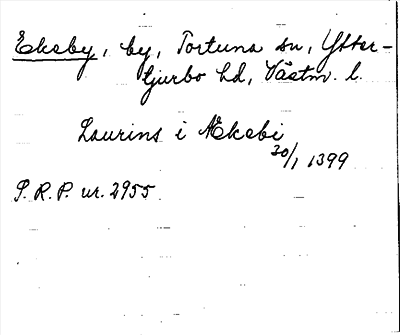 Ekeby, by, Tortuna sn, Ytter-
tjurbo hd, Västm. l.
Laurins i Ækebi
30/1 1399
S.R.P. nr. 2955